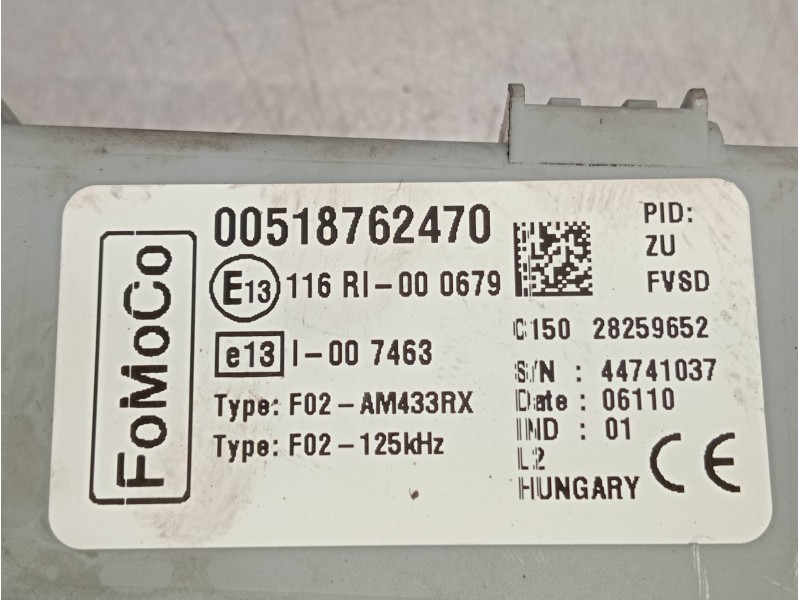 FoMoCo
00518762470
E13 116 RI-00 0679
e13 I-00 7463
Type: F02-AM433RX
Type: F02-125kHz
PID:
ZU
FVSD
C150 28259652
S/N : 44741037
Date : 06110
IND : 01
L2
HUNGARY
CE